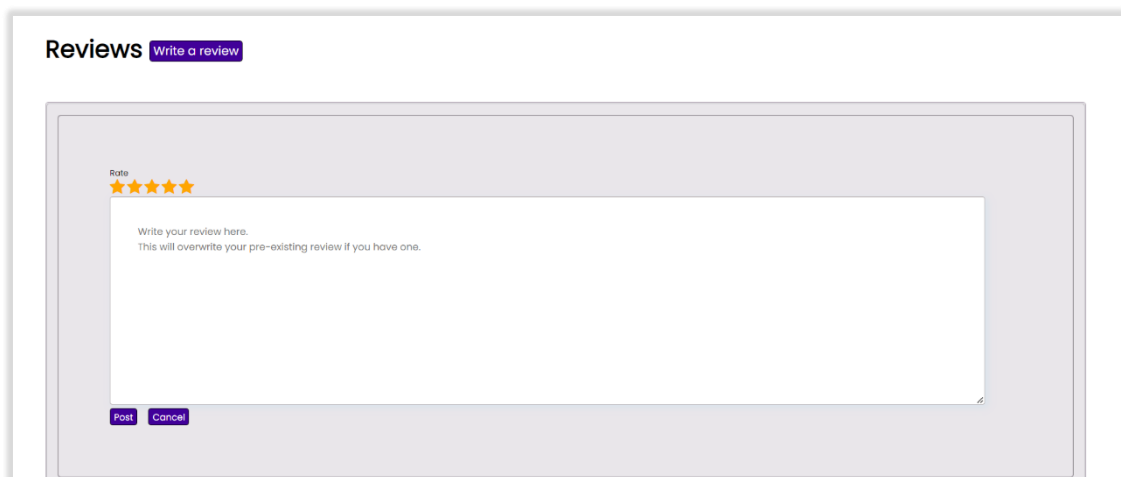 Reviews Write a review
Rate
Write your review here.
This will overwrite your pre-existing review if you have one.
Post Cancel